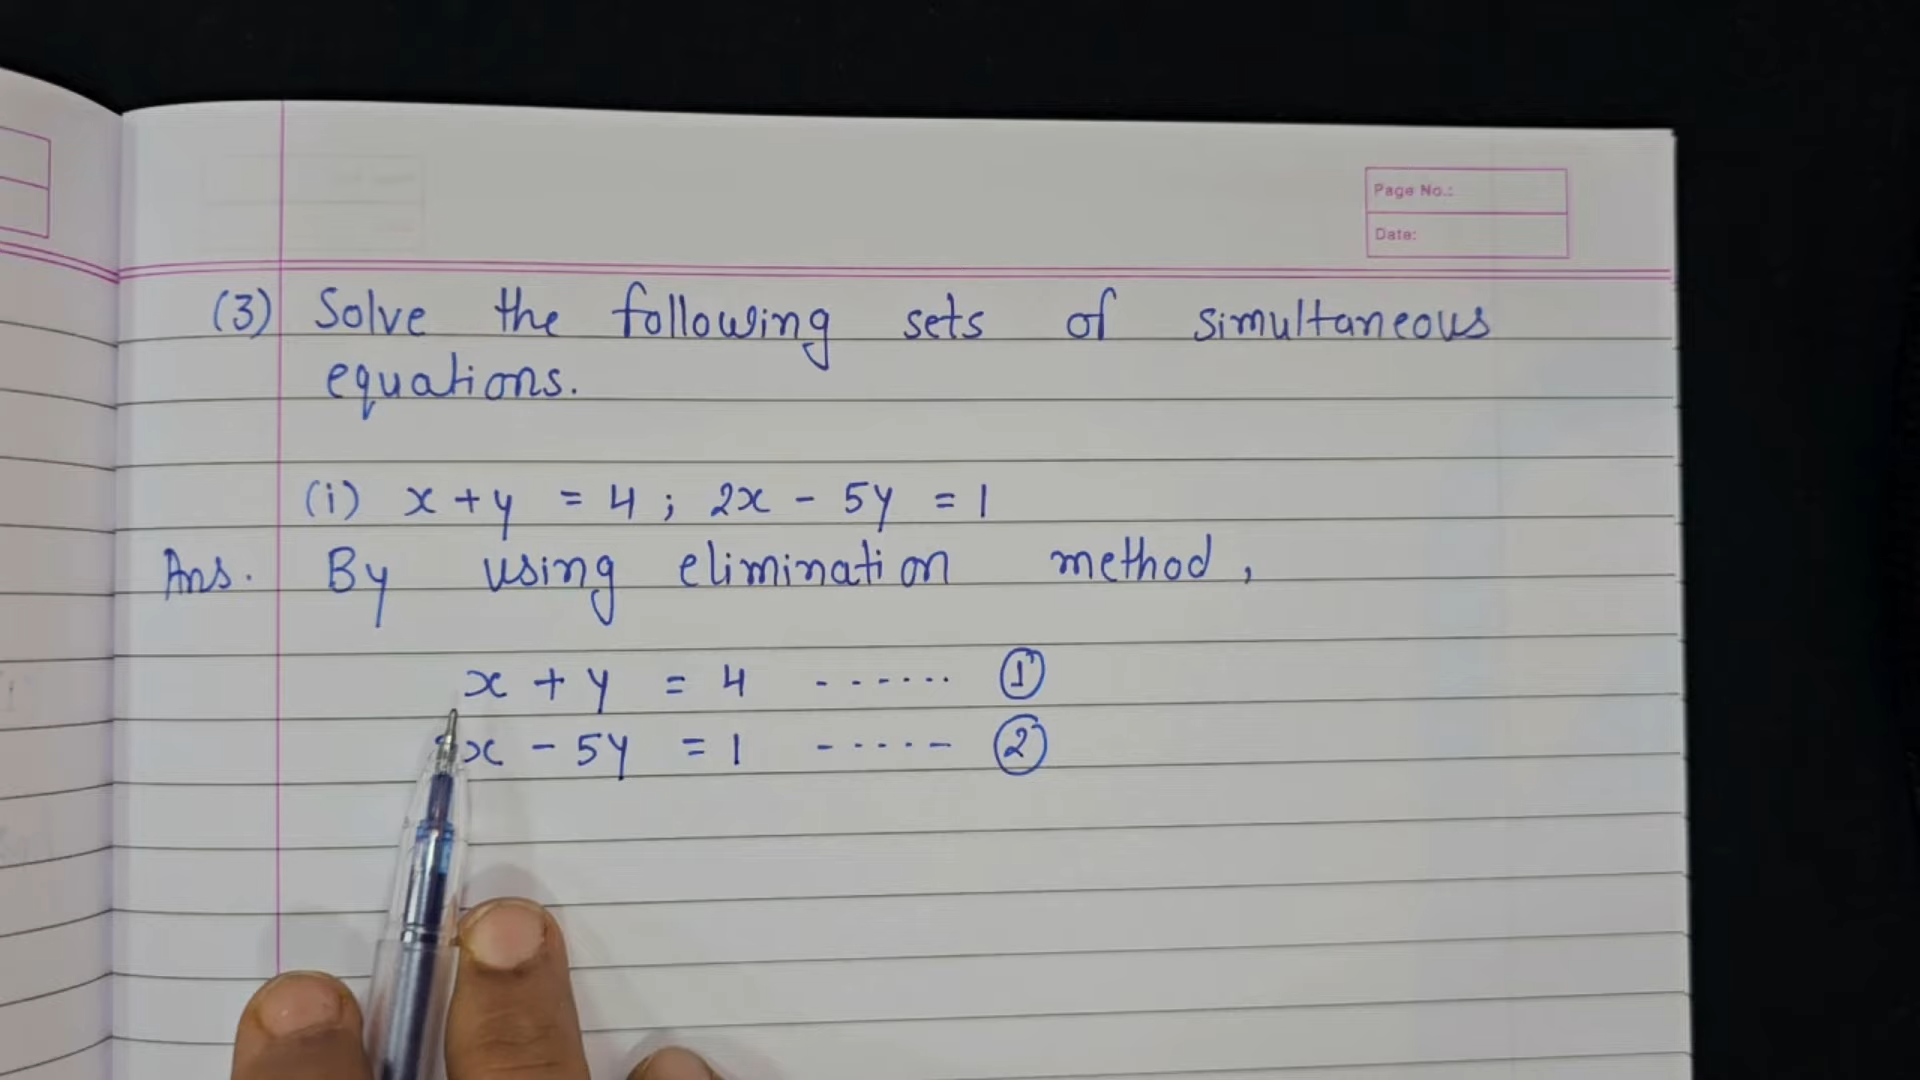 Page No.:
Date:
(3) Solve the following sets of simultaneous
equations.
(i) x + y = 4 ; 2x - 5y = 1
Ans. By using elimination method,
x + y = 4 ------ ①
x - 5y = 1 ----- ②